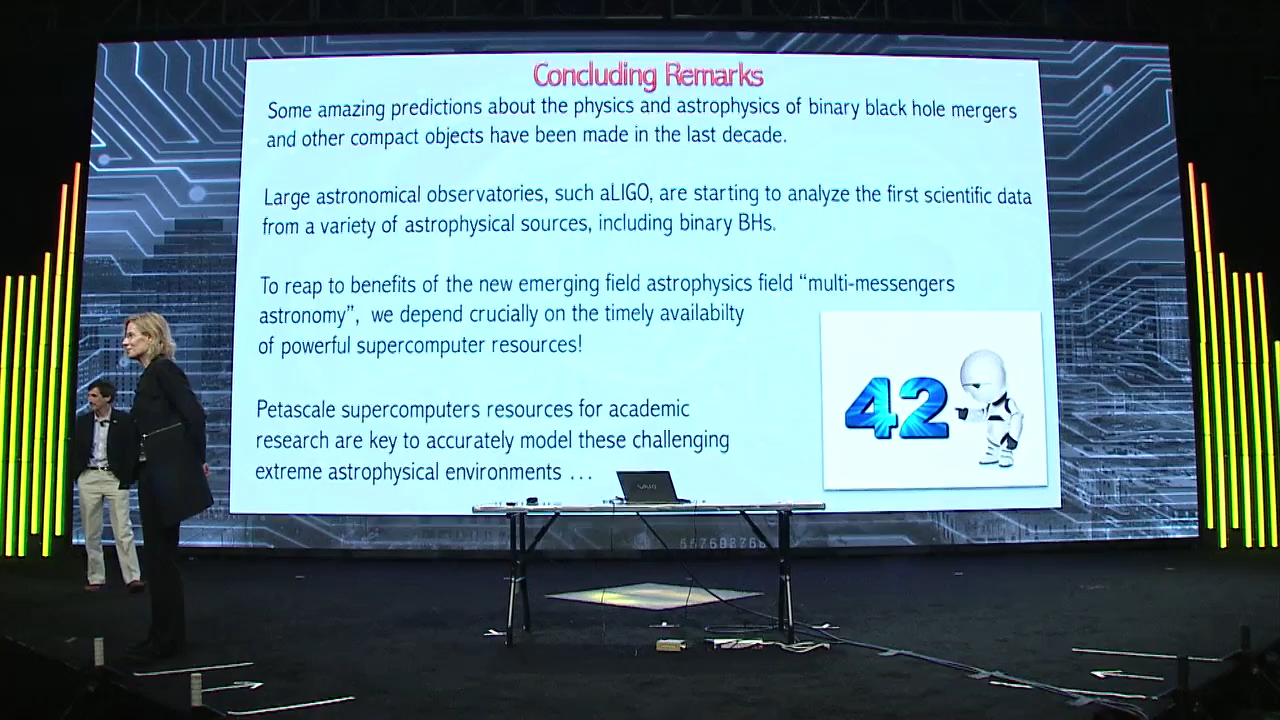 Concluding Remarks
Some amazing predictions about the physics and astrophysics of binary black hole mergers
and other compact objects have been made in the last decade.
Large astronomical observatories, such aLIGO, are starting to analyze the first scientific data
from a variety of astrophysical sources, including binary BHs.
To reap to benefits of the new emerging field astrophysics field “multi-messengers
astronomy”, we depend crucially on the timely availabilty
of powerful supercomputer resources!
42
Petascale supercomputers resources for academic
research are key to accurately model these challenging
extreme astrophysical environments ...
VAIO